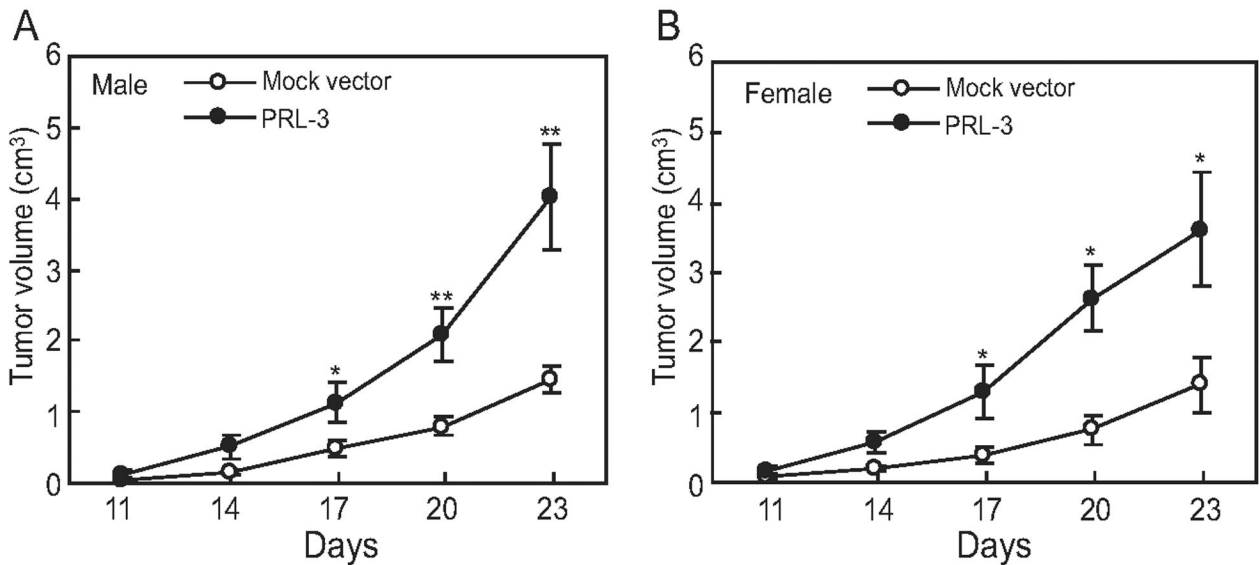 A
Male
Mock vector
PRL-3
Tumor volume (cm³)
6
5
4
3
2
1
0
*
**
**
11 14 17 20 23
Days
B
Female
Mock vector
PRL-3
Tumor volume (cm³)
6
5
4
3
2
1
0
*
*
*
11 14 17 20 23
Days